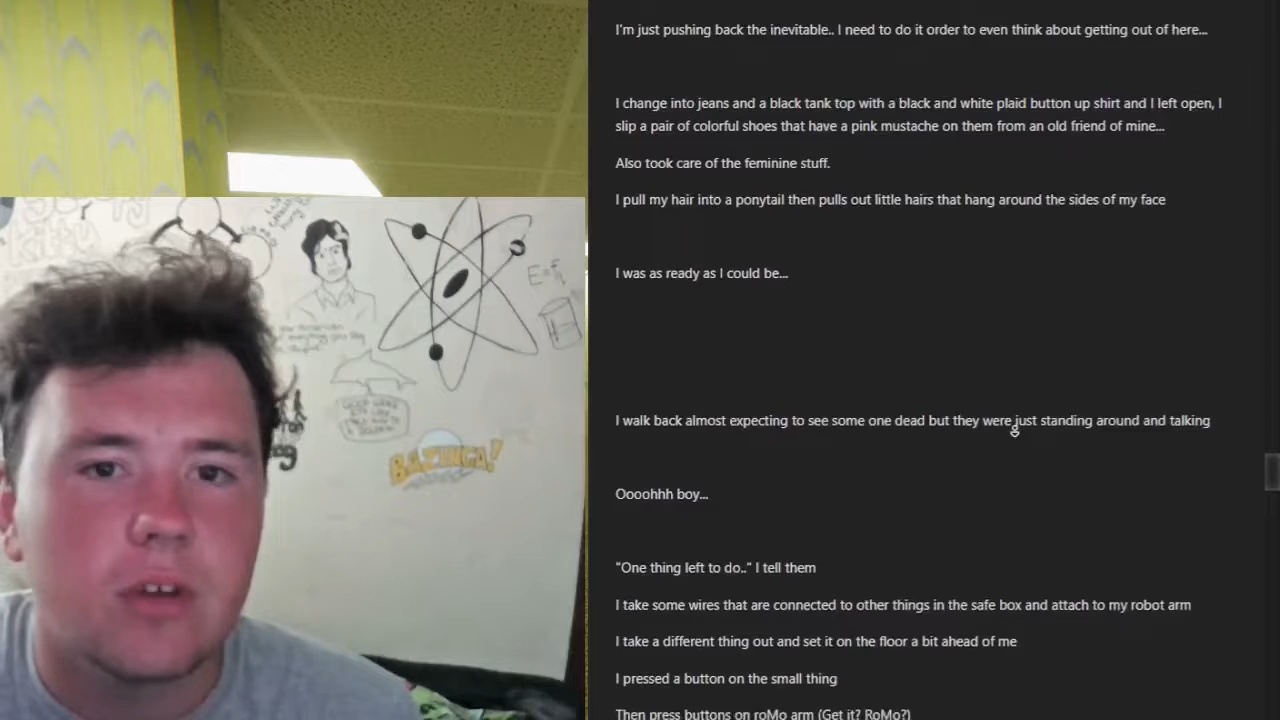 I'm just pushing back the inevitable.. I need to do it order to even think about getting out of here...
I change into jeans and a black tank top with a black and white plaid button up shirt and I left open, I
slip a pair of colorful shoes that have a pink mustache on them from an old friend of mine...
Also took care of the feminine stuff.
I pull my hair into a ponytail then pulls out little hairs that hang around the sides of my face
I was as ready as I could be...
I walk back almost expecting to see some one dead but they were just standing around and talking
Oooohhh boy...
"One thing left to do.." I tell them
I take some wires that are connected to other things in the safe box and attach to my robot arm
I take a different thing out and set it on the floor a bit ahead of me
I pressed a button on the small thing
Then press buttons on roMo arm (Get it? RoMo?)
kitty
BAZINGA!